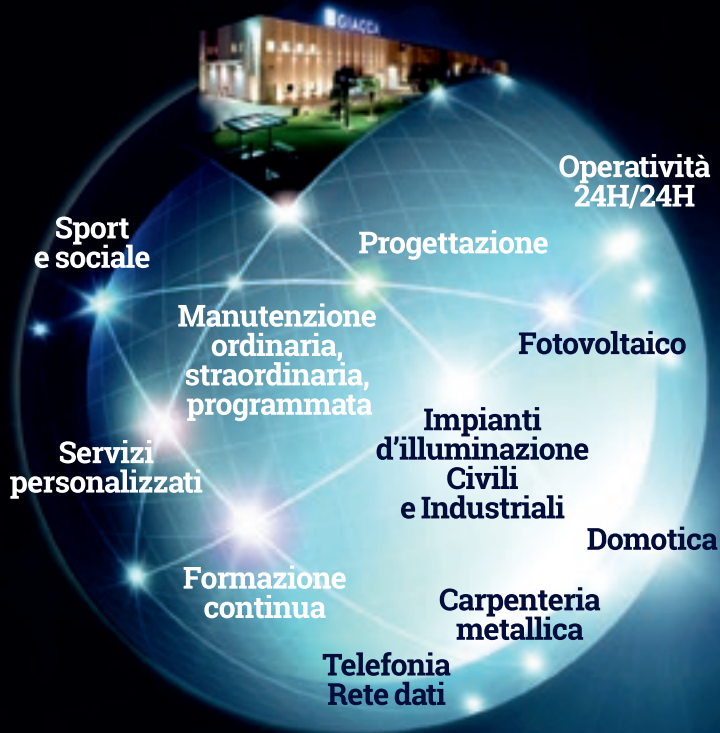 GIACCA
Operatività
24H/24H
Sport
e sociale
Progettazione
Manutenzione
ordinaria,
straordinaria,
programmata
Fotovoltaico
Impianti
d'illuminazione
Civili
e Industriali
Servizi
personalizzati
Domotica
Formazione
continua
Carpenteria
metallica
Telefonia
Rete dati